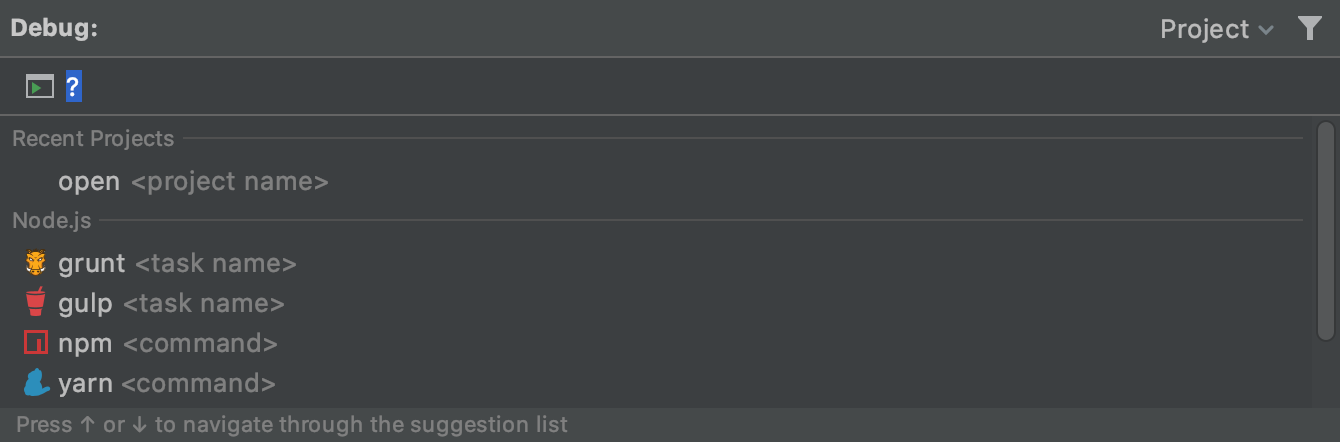 Debug:
Project
?
Recent Projects
open <project name>
Node.js
grunt <task name>
gulp <task name>
npm <command>
yarn <command>
Press ↑ or ↓ to navigate through the suggestion list